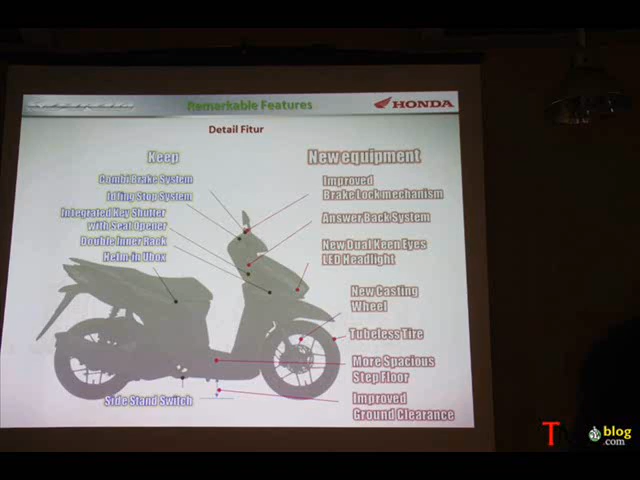 Remarkable Features
HONDA
Detail Fitur
Keep
Combi Brake System
Idling Stop System
Integrated Key Shutter
with Seat Opener
Double Inner Rack
Helm-in Ubox
Side Stand Switch
New equipment
Improved
Brake Lock mechanism
Answer Back System
New Dual Keen Eyes
LED Headlight
New Casting
Wheel
Tubeless Tire
More Spacious
Step Floor
Improved
Ground Clearance
blog
.com